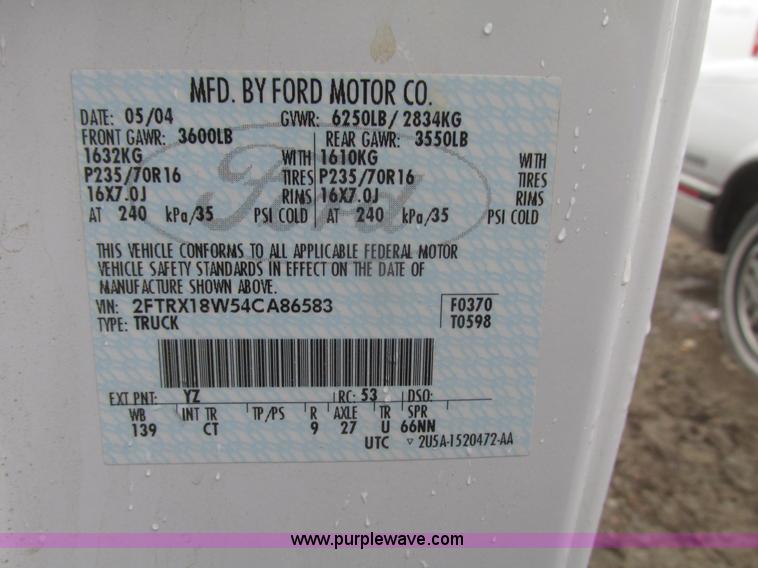 MFD. BY FORD MOTOR CO.
DATE: 05/04 GVWR: 6250LB/2834KG
FRONT GAWR: 3600LB REAR GAWR: 3550LB
1632KG WITH 1610KG WITH
P235/70R16 TIRES P235/70R16 TIRES
16X7.0J RIMS 16X7.0J RIMS
AT 240 kPa/35 PSI COLD AT 240 kPa/35 PSI COLD
Ford
THIS VEHICLE CONFORMS TO ALL APPLICABLE FEDERAL MOTOR
VEHICLE SAFETY STANDARDS IN EFFECT ON THE DATE OF
MANUFACTURE SHOWN ABOVE.
VIN: 2FTRX18W54CA86583 F0370
TYPE: TRUCK T0598
EXT PNT: YZ RC: 53 DSO:
WB INT TR TP/PS R AXLE TR SPR
139 CT 9 27 U 66NN
UTC ▿ 2U5A-1520472-AA
www.purplewave.com